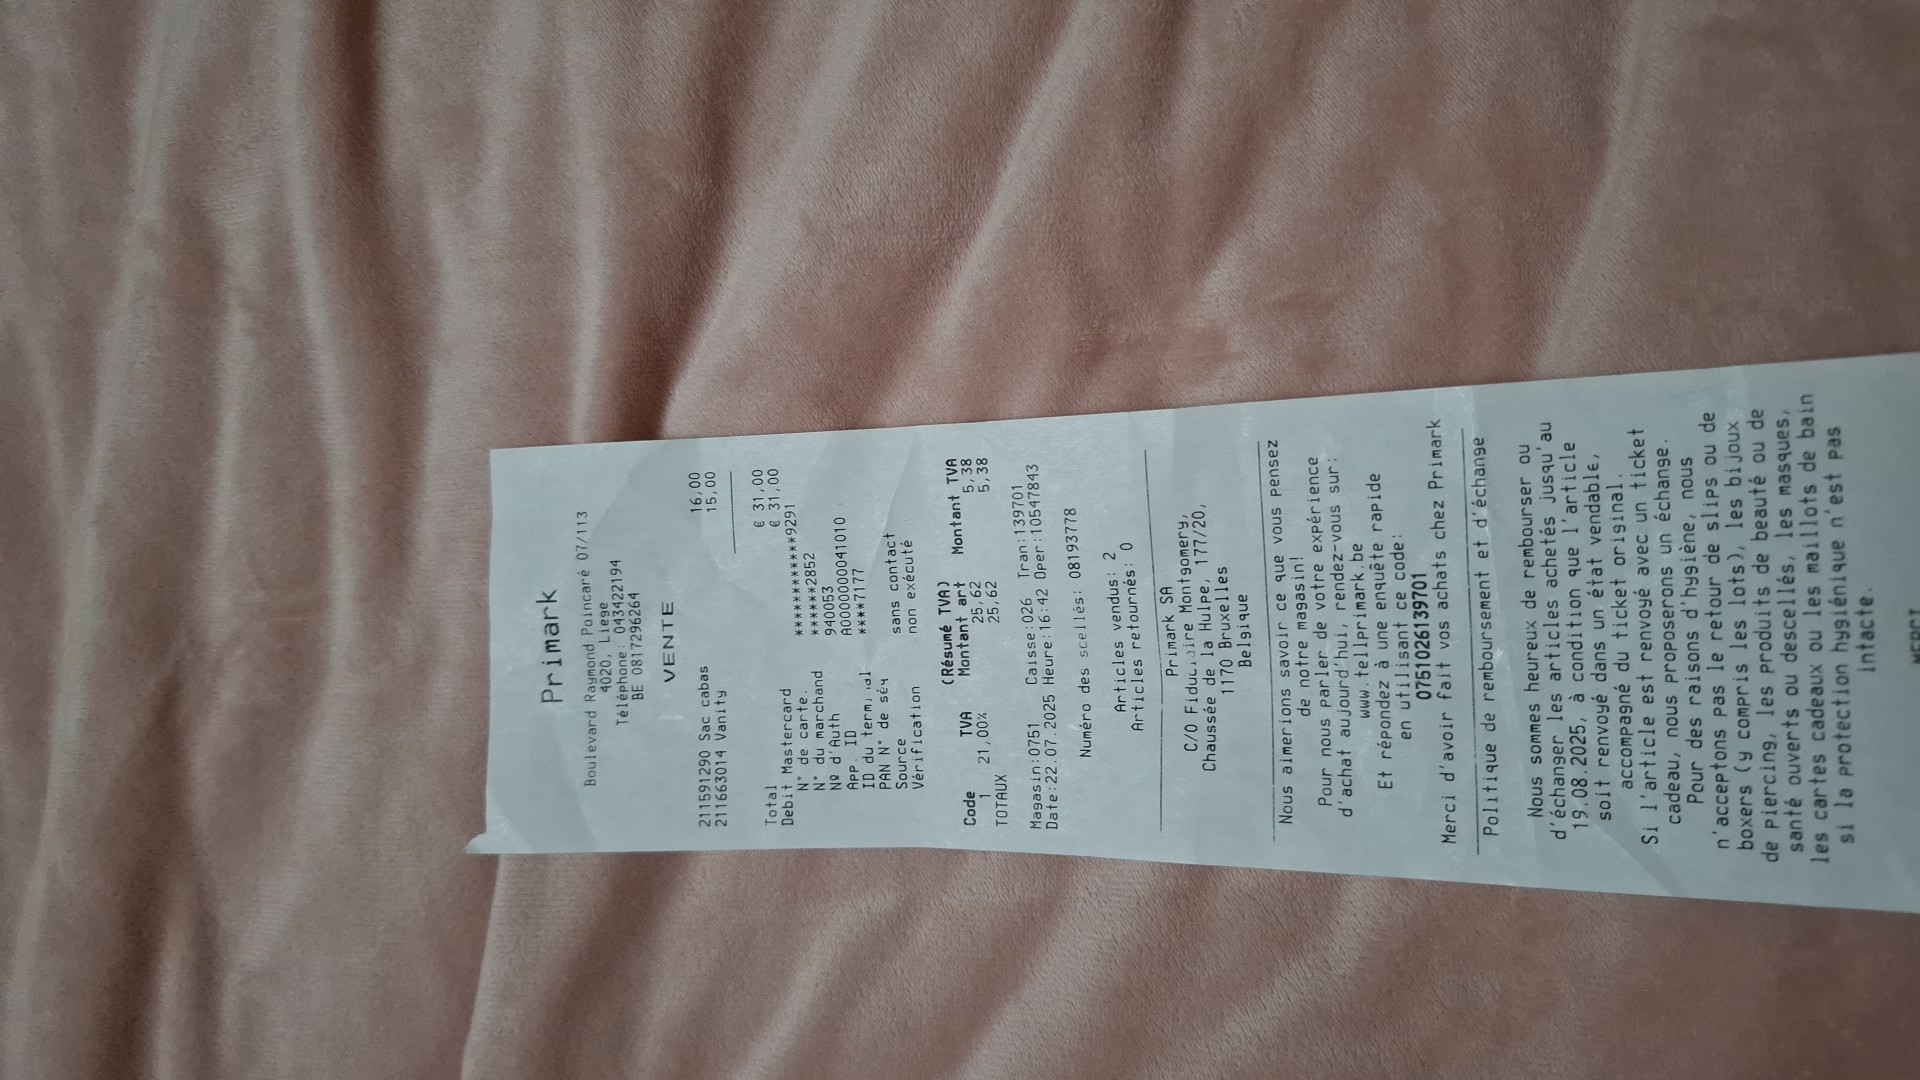 Primark
Boulevard Raymond Poincaré 07/113
4020, Liege
Téléphone: 043422194
BE 0817296264
VENTE
211591290 Sac cabas 16,00
211663014 Vanity 15,00
Total € 31,00
Debit Mastercard € 31,00
N° de carte. ************9291
N° du marchand ******2852
Nº d'Auth 940053
APP. ID A0000000041010
ID du terminal ****7177
PAN N° de séq
Source sans contact
Vérification non exécuté
(Résumé TVA)
Code TVA Montant art Montant TVA
1 21,00% 25,62 5,38
TOTAUX 25,62 5,38
Magasin:0751 Caisse:026 Tran:139701
Date:22.07.2025 Heure:16:42 Oper:10547843
Numéro des scellés: 08193778
Articles vendus: 2
Articles retournés: 0
Primark SA
C/O Fiduciaire Montgomery,
Chaussée de la Hulpe, 177/20,
1170 Bruxelles
Belgique
Nous aimerions savoir ce que vous pensez
de notre magasin!
Pour nous parler de votre expérience
d'achat aujourd'hui, rendez-vous sur:
www.tellprimark.be
Et répondez à une enquête rapide
en utilisant ce code:
0751026139701
Merci d'avoir fait vos achats chez Primark
Politique de remboursement et d'échange
Nous sommes heureux de rembourser ou
d'échanger les articles achetés jusqu'au
19.08.2025, à condition que l'article
soit renvoyé dans un état vendable,
accompagné du ticket original.
Si l'article est renvoyé avec un ticket
cadeau, nous proposerons un échange.
Pour des raisons d'hygiène, nous
n'acceptons pas le retour de slips ou de
boxers (y compris les lots), les bijoux
de piercing, les produits de beauté ou de
santé ouverts ou descellés, les masques,
les cartes cadeaux ou les maillots de bain
si la protection hygiénique n'est pas
intacte.
MERCI